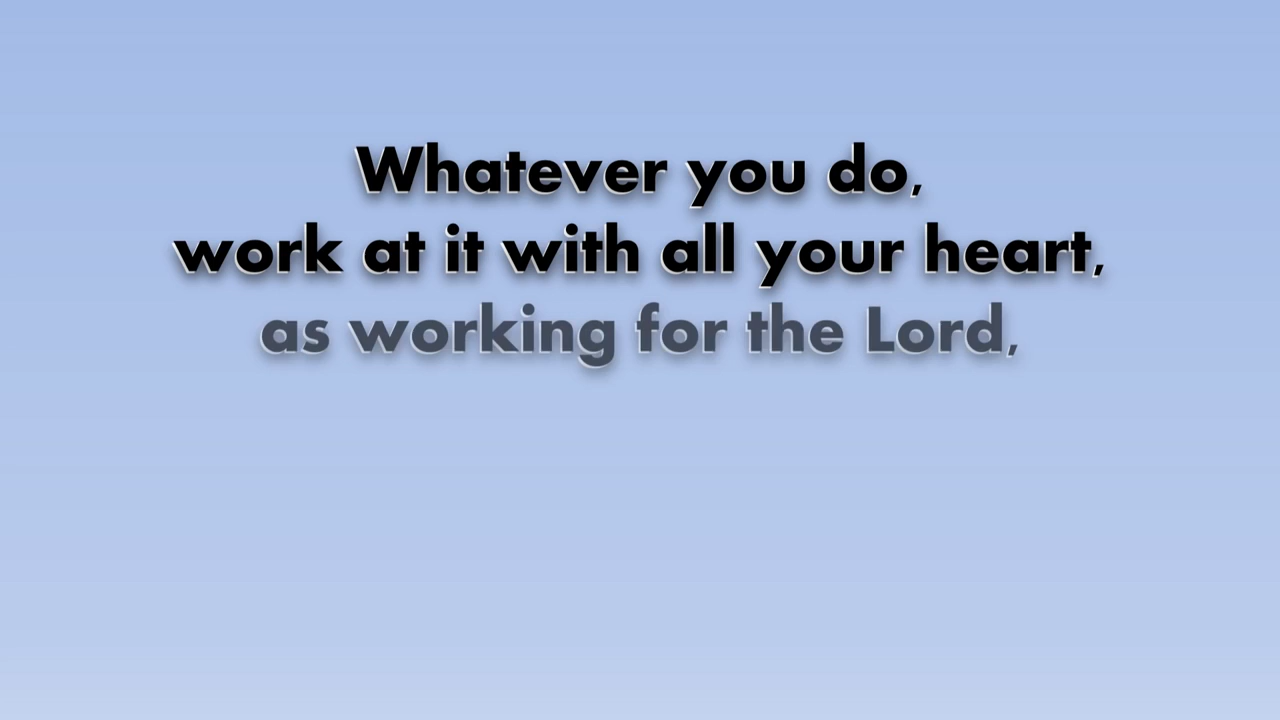 Whatever you do,
work at it with all your heart,
as working for the Lord,